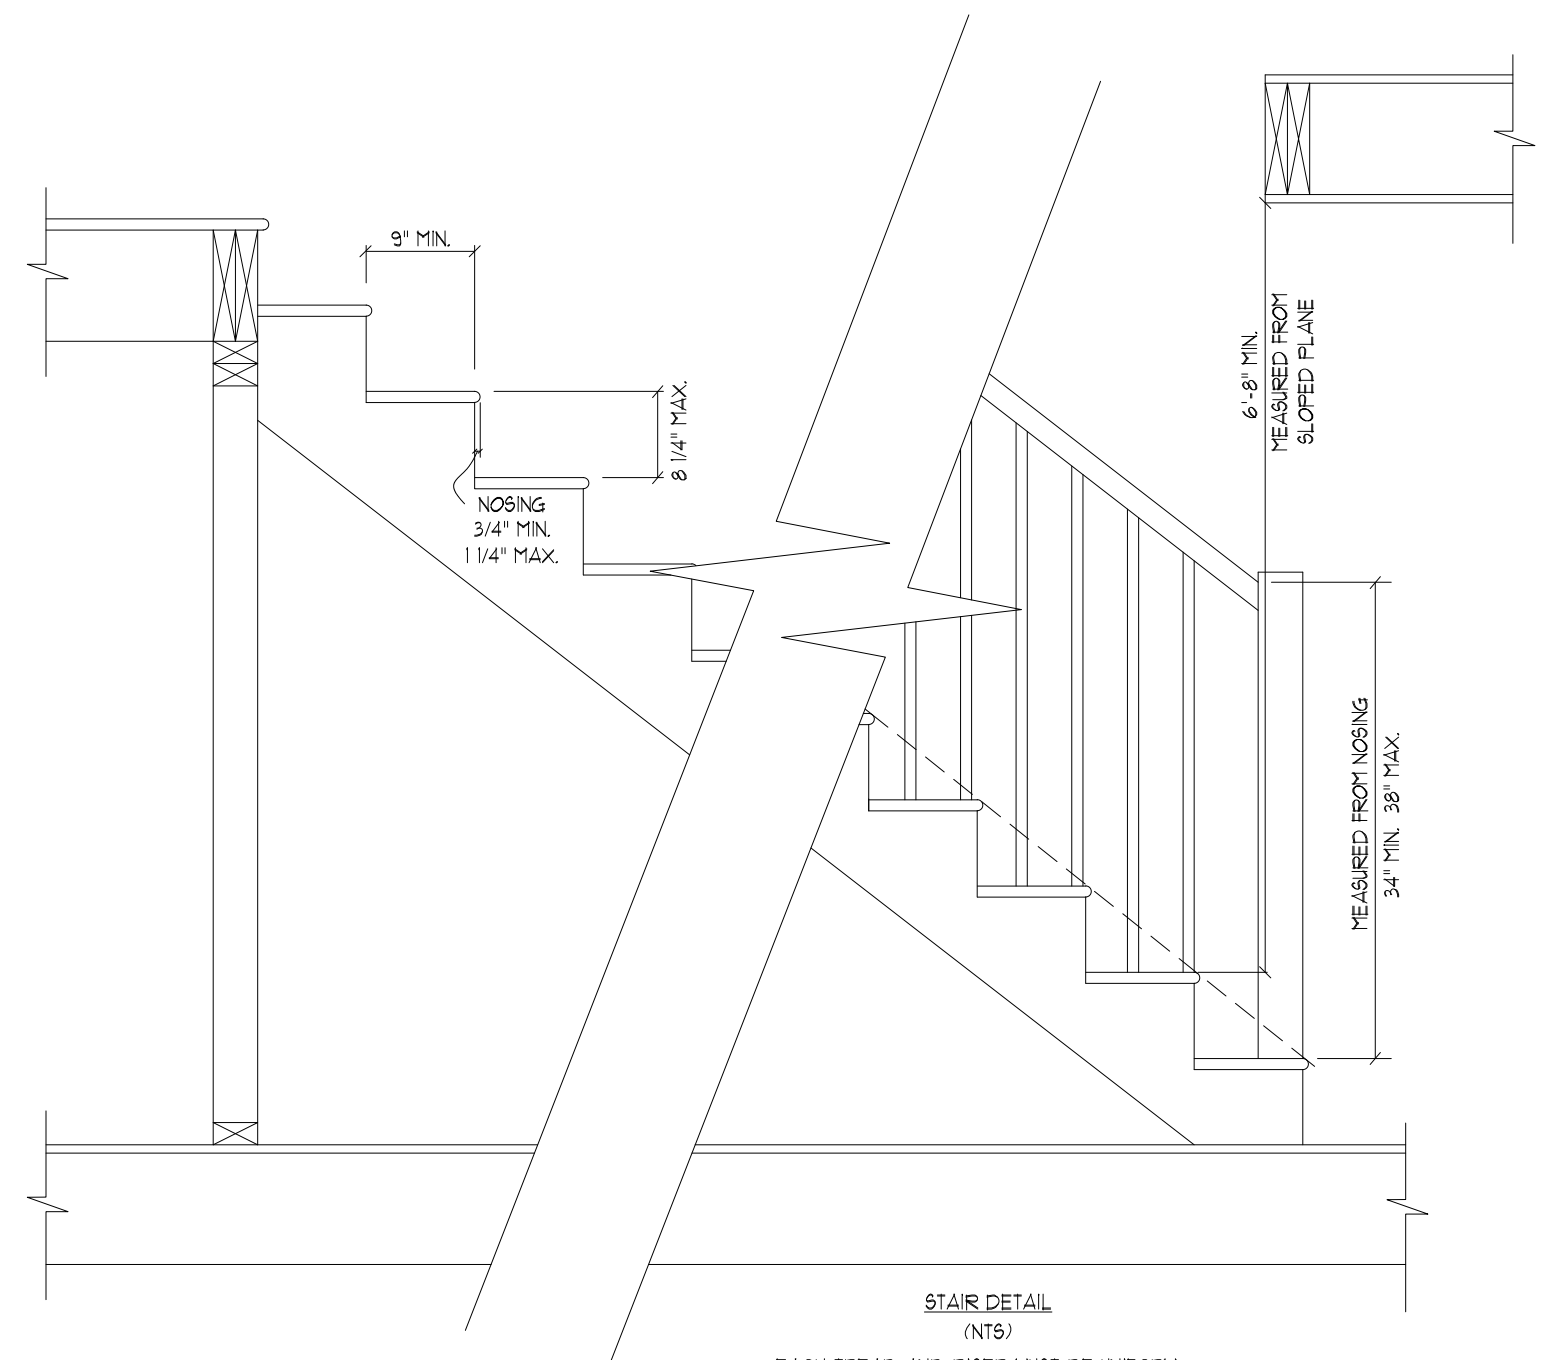 9" MIN.
8 1/4" MAX.
NOSING
3/4" MIN.
1 1/4" MAX.
6'-8" MIN.
MEASURED FROM
SLOPED PLANE
MEASURED FROM NOSING
34" MIN. 38" MAX.
STAIR DETAIL
(NTS)